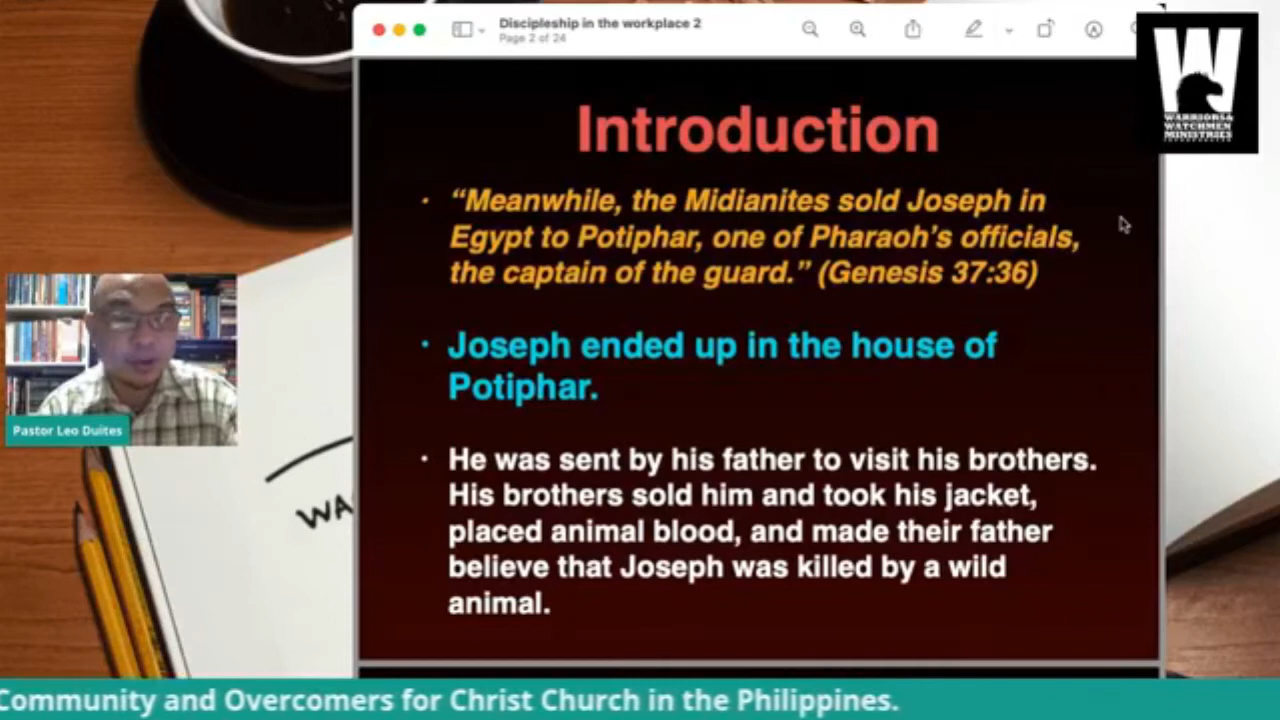 Discipleship in the workplace 2
Page 2 of 24
W
WARRIORS&
WATCHMEN
MINISTRIES
INCORPORATED
Introduction
· “Meanwhile, the Midianites sold Joseph in
Egypt to Potiphar, one of Pharaoh’s officials,
the captain of the guard.” (Genesis 37:36)
· Joseph ended up in the house of
Potiphar.
· He was sent by his father to visit his brothers.
His brothers sold him and took his jacket,
placed animal blood, and made their father
believe that Joseph was killed by a wild
animal.
Pastor Leo Duites
WA
Community and Overcomers for Christ Church in the Philippines.